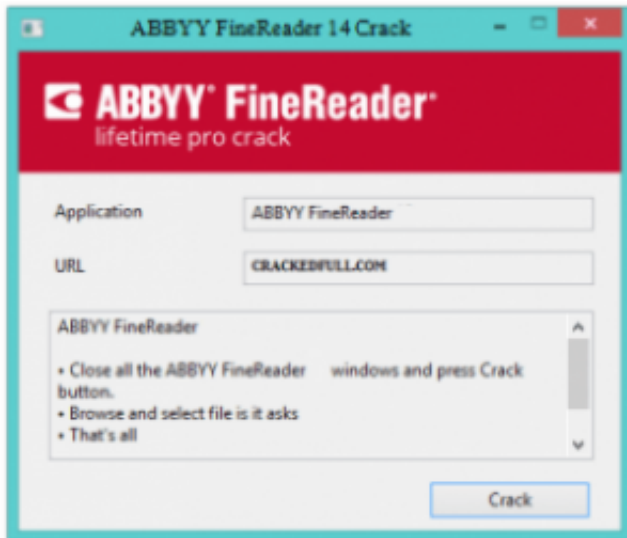 ABBYY FineReader 14 Crack
ABBYY® FineReader®
lifetime pro crack
Application
ABBYY FineReader
URL
CRACKEDFULL.COM
ABBYY FineReader
• Close all the ABBYY FineReader windows and press Crack
button.
• Browse and select file is it asks
• That's all
Crack